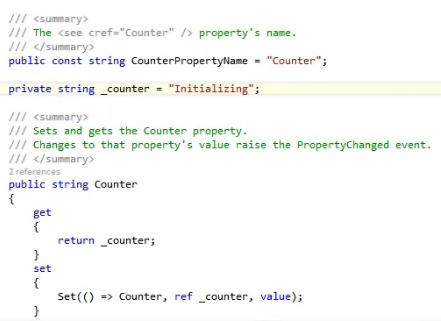 /// <summary>
/// The <see cref="Counter" /> property's name.
/// </summary>
public const string CounterPropertyName = "Counter";
private string _counter = "Initializing";
/// <summary>
/// Sets and gets the Counter property.
/// Changes to that property's value raise the PropertyChanged event.
/// </summary>
2 references
public string Counter
{
get
{
return _counter;
}
set
{
Set(() => Counter, ref _counter, value);
}